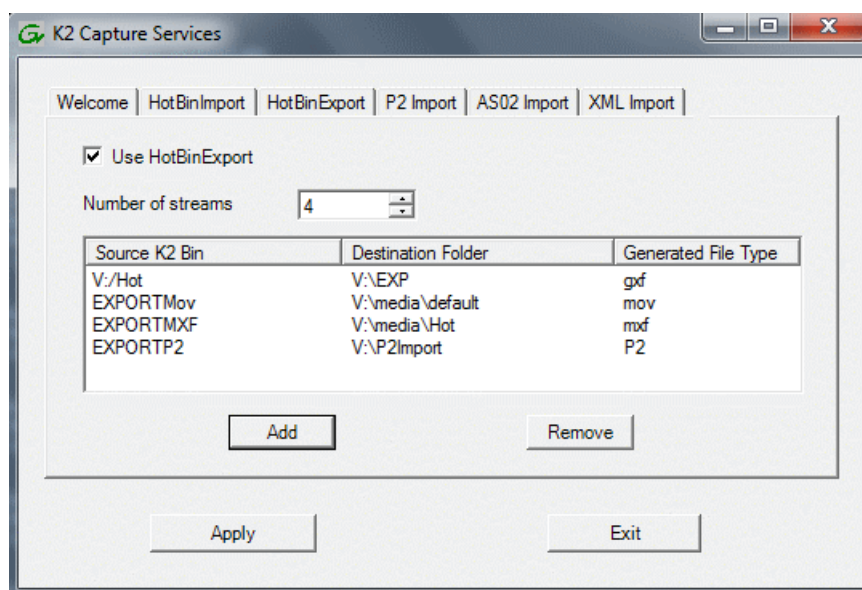 K2 Capture Services
Welcome HotBinImport HotBinExport P2 Import AS02 Import XML Import
Use HotBinExport
Number of streams 4
Source K2 Bin Destination Folder Generated File Type
V:/Hot V:\EXP gxf
EXPORTMov V:\media\default mov
EXPORTMXF V:\media\Hot mxf
EXPORTP2 V:\P2Import P2
Add Remove
Apply Exit